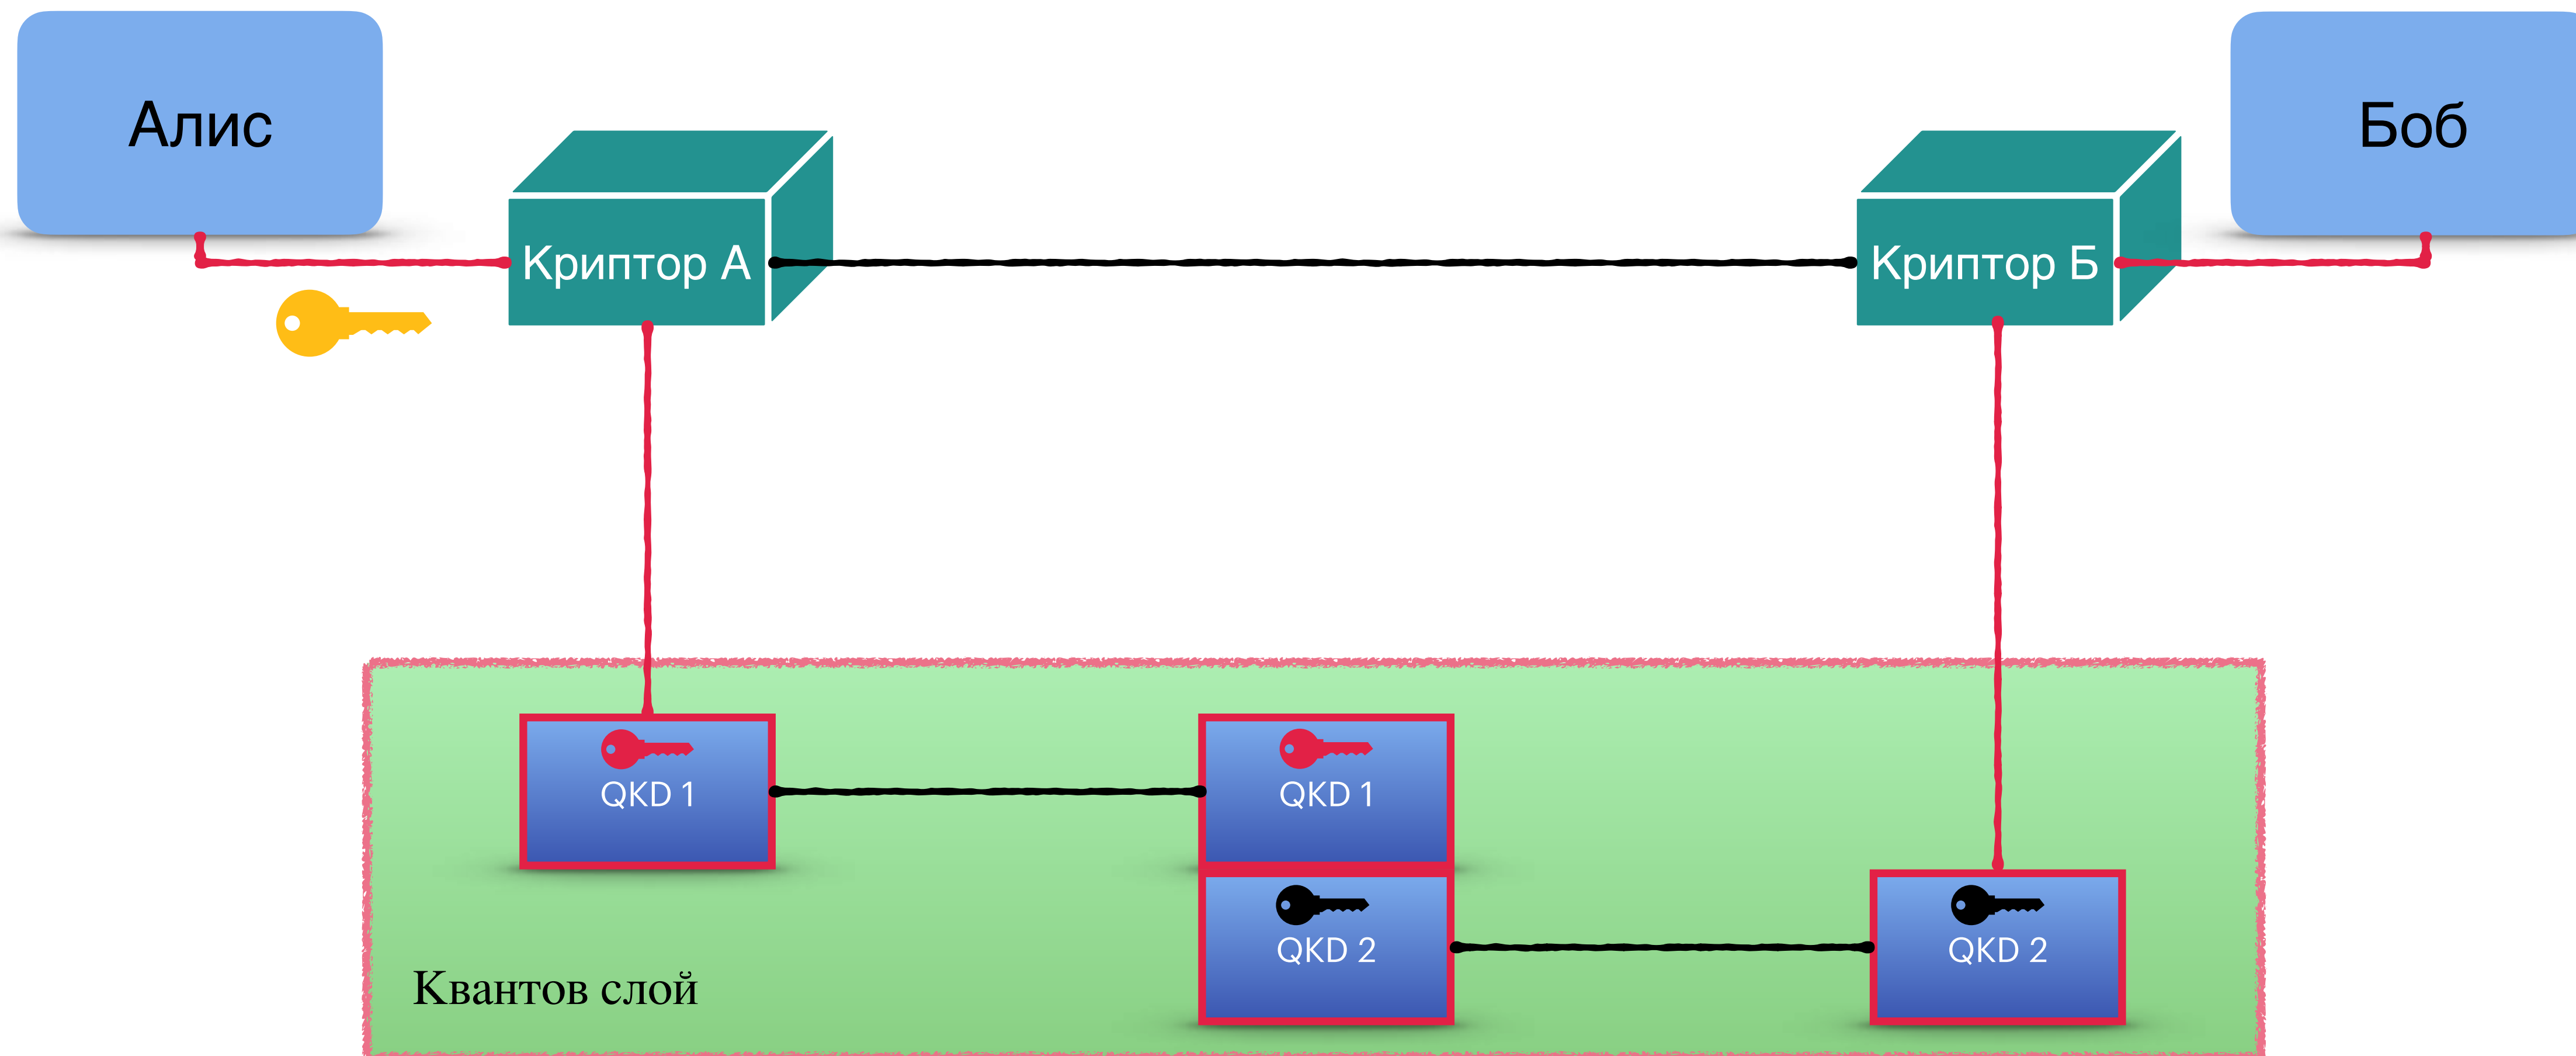 Алис
Боб
Криптор А
Криптор Б
QKD 1
QKD 1
QKD 2
QKD 2
Квантов слой